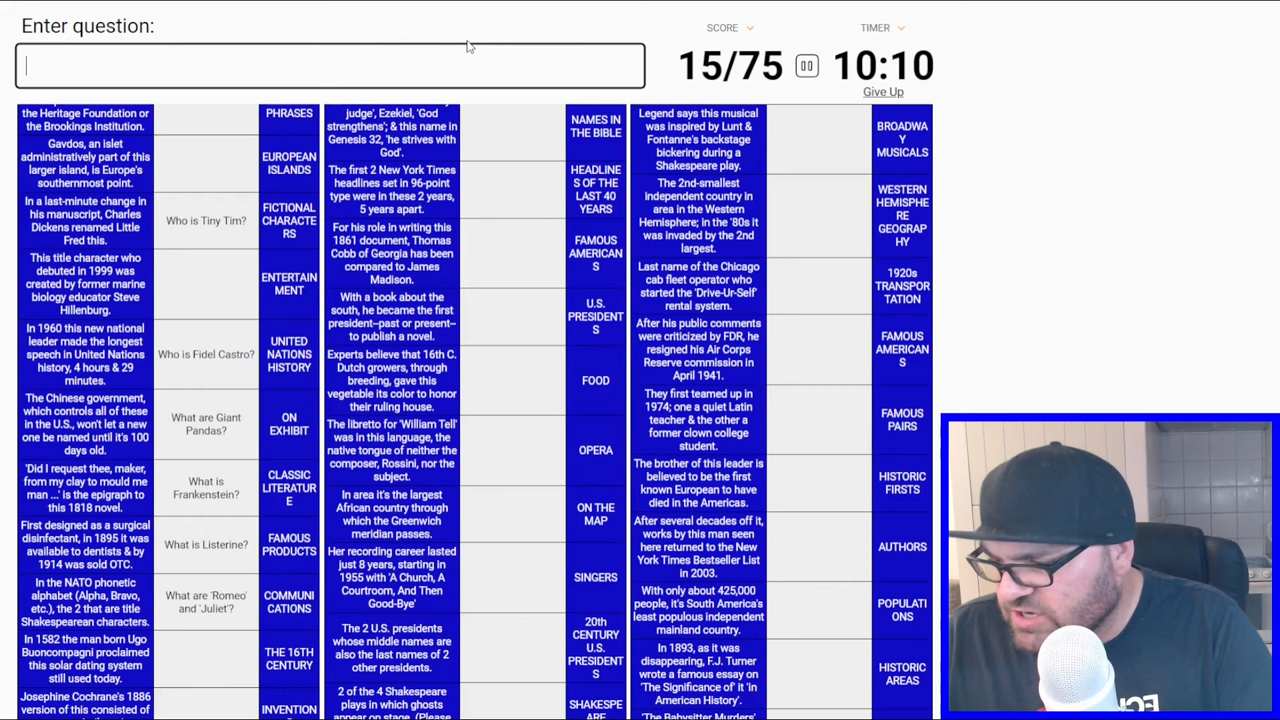 Enter question:
SCORE
TIMER
15/75
10:10
Give Up
the Heritage Foundation or
the Brookings Institution.
PHRASES
Gavdos, an islet
administratively part of this
larger island, is Europe's
southernmost point.
EUROPEAN
ISLANDS
In a last-minute change in
his manuscript, Charles
Dickens renamed Little
Fred this.
Who is Tiny Tim?
FICTIONAL
CHARACTE
RS
This title character who
debuted in 1999 was
created by former marine
biology educator Steve
Hillenburg.
ENTERTAIN
MENT
In 1960 this new national
leader made the longest
speech in United Nations
history, 4 hours & 29
minutes.
Who is Fidel Castro?
UNITED
NATIONS
HISTORY
The Chinese government,
which controls all of these
in the U.S., won't let a new
one be named until it's 100
days old.
What are Giant
Pandas?
ON
EXHIBIT
'Did I request thee, maker,
from my clay to mould me
man ...' is the epigraph to
this 1818 novel.
What is
Frankenstein?
CLASSIC
LITERATUR
E
First designed as a surgical
disinfectant, in 1895 it was
available to dentists & by
1914 was sold OTC.
What is Listerine?
FAMOUS
PRODUCTS
In the NATO phonetic
alphabet (Alpha, Bravo,
etc.), the 2 that are title
Shakespearean characters.
What are 'Romeo'
and 'Juliet'?
COMMUNI
CATIONS
In 1582 the man born Ugo
Buoncompagni proclaimed
this solar dating system
still used today.
THE 16TH
CENTURY
Josephine Cochrane's 1886
version of this consisted of
INVENTION
judge', Ezekiel, 'God
strengthens'; & this name in
Genesis 32, 'he strives with
God'.
NAMES IN
THE BIBLE
The first 2 New York Times
headlines set in 96-point
type were in these 2 years,
5 years apart.
HEADLINE
S OF THE
LAST 40
YEARS
For his role in writing this
1861 document, Thomas
Cobb of Georgia has been
compared to James
Madison.
FAMOUS
AMERICAN
S
With a book about the
south, he became the first
president--past or present--
to publish a novel.
U.S.
PRESIDENT
S
Experts believe that 16th C.
Dutch growers, through
breeding, gave this
vegetable its color to honor
their ruling house.
FOOD
The libretto for 'William Tell'
was in this language, the
native tongue of neither the
composer, Rossini, nor the
subject.
OPERA
In area it's the largest
African country through
which the Greenwich
meridian passes.
ON THE
MAP
Her recording career lasted
just 8 years, starting in
1955 with 'A Church, A
Courtroom, And Then
Good-Bye'
SINGERS
The 2 U.S. presidents
whose middle names are
also the last names of 2
other presidents.
20th
CENTURY
U.S.
PRESIDENT
S
2 of the 4 Shakespeare
plays in which ghosts
appear on stage. (Please
SHAKESPE
ARE
Legend says this musical
was inspired by Lunt &
Fontanne's backstage
bickering during a
Shakespeare play.
BROADWA
Y
MUSICALS
The 2nd-smallest
independent country in
area in the Western
Hemisphere; in the '80s it
was invaded by the 2nd
largest.
WESTERN
HEMISPHE
RE
GEOGRAP
HY
Last name of the Chicago
cab fleet operator who
started the 'Drive-Ur-Self'
rental system.
1920s
TRANSPOR
TATION
After his public comments
were criticized by FDR, he
resigned his Air Corps
Reserve commission in
April 1941.
FAMOUS
AMERICAN
S
They first teamed up in
1974; one a quiet Latin
teacher & the other a
former clown college
student.
FAMOUS
PAIRS
The brother of this leader is
believed to be the first
known European to have
died in the Americas.
HISTORIC
FIRSTS
After several decades off it,
works by this man seen
here returned to the New
York Times Bestseller List
in 2003.
AUTHORS
With only about 425,000
people, it's South America's
least populous independent
mainland country.
POPULATI
ONS
In 1893, as it was
disappearing, F.J. Turner
wrote a famous essay on
'The Significance of' it 'in
American History'.
HISTORIC
AREAS
'The Babysitter Murders'